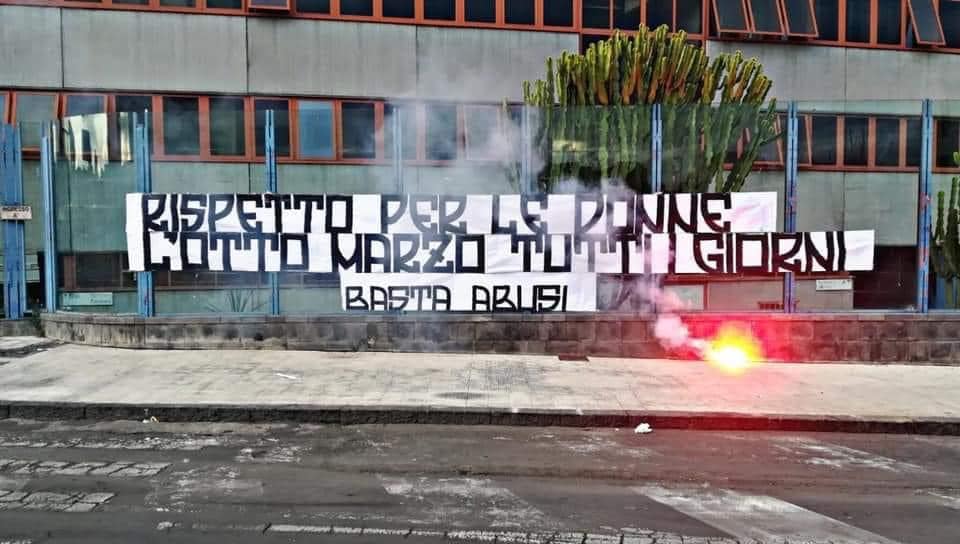 RISPETTO PER LE DONNE
L'OTTO MARZO TUTTI I GIORNI
BASTA ABUSI